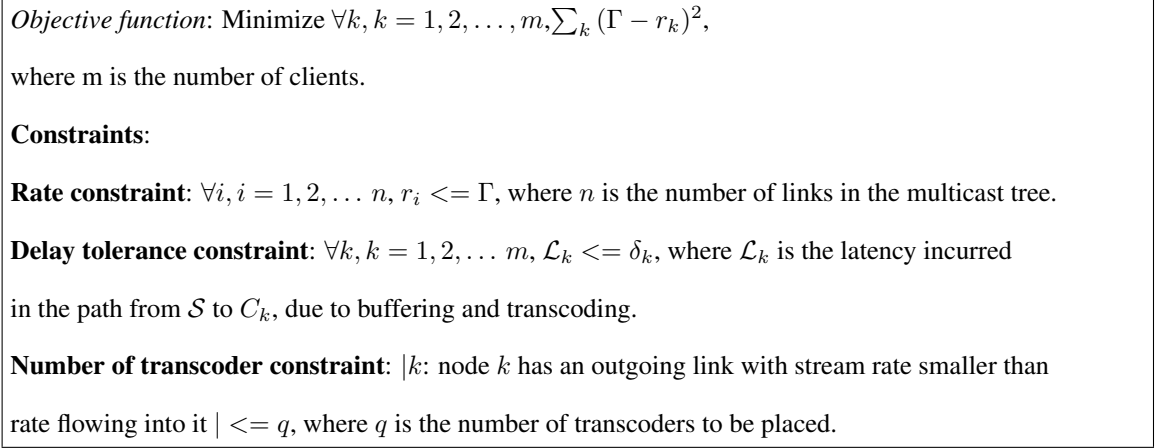 Objective function: Minimize ∀k, k = 1, 2, . . . , m,∑k (Γ − rk)²,
where m is the number of clients.
Constraints:
Rate constraint: ∀i, i = 1, 2, . . . n, ri <= Γ, where n is the number of links in the multicast tree.
Delay tolerance constraint: ∀k, k = 1, 2, . . . m, ℒk <= δk, where ℒk is the latency incurred
in the path from 𝒮 to Ck, due to buffering and transcoding.
Number of transcoder constraint: |k: node k has an outgoing link with stream rate smaller than
rate flowing into it | <= q, where q is the number of transcoders to be placed.